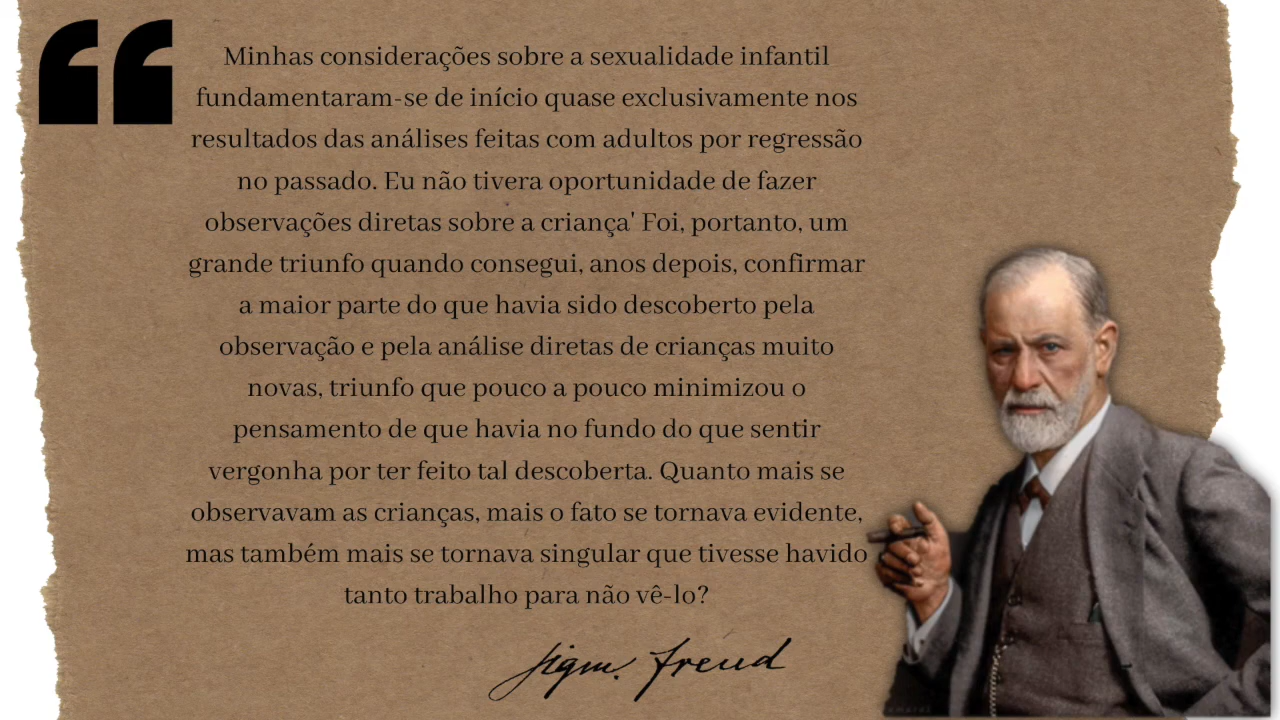 Minhas considerações sobre a sexualidade infantil
fundamentaram-se de início quase exclusivamente nos
resultados das análises feitas com adultos por regressão
no passado. Eu não tivera oportunidade de fazer
observações diretas sobre a criança' Foi, portanto, um
grande triunfo quando consegui, anos depois, confirmar
a maior parte do que havia sido descoberto pela
observação e pela análise diretas de crianças muito
novas, triunfo que pouco a pouco minimizou o
pensamento de que havia no fundo do que sentir
vergonha por ter feito tal descoberta. Quanto mais se
observavam as crianças, mais o fato se tornava evidente,
mas também mais se tornava singular que tivesse havido
tanto trabalho para não vê-lo?
Sigm. Freud